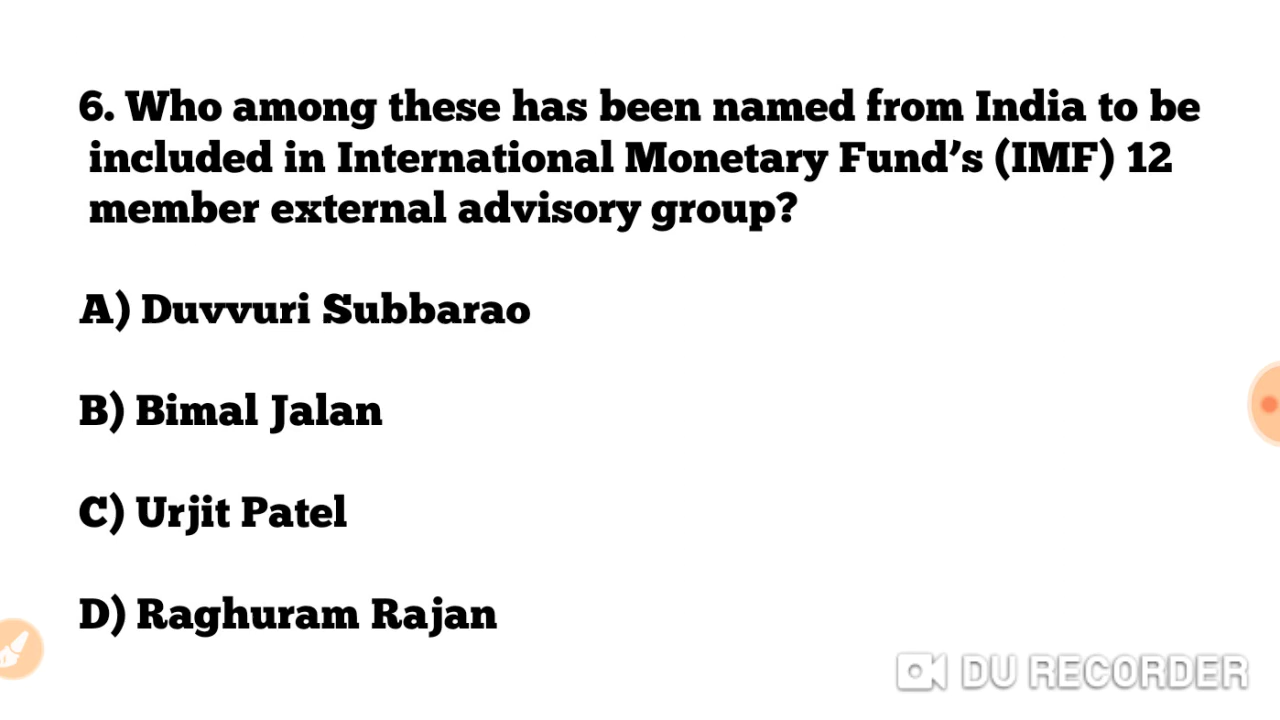 6. Who among these has been named from India to be
included in International Monetary Fund’s (IMF) 12
member external advisory group?
A) Duvvuri Subbarao
B) Bimal Jalan
C) Urjit Patel
D) Raghuram Rajan
DU RECORDER